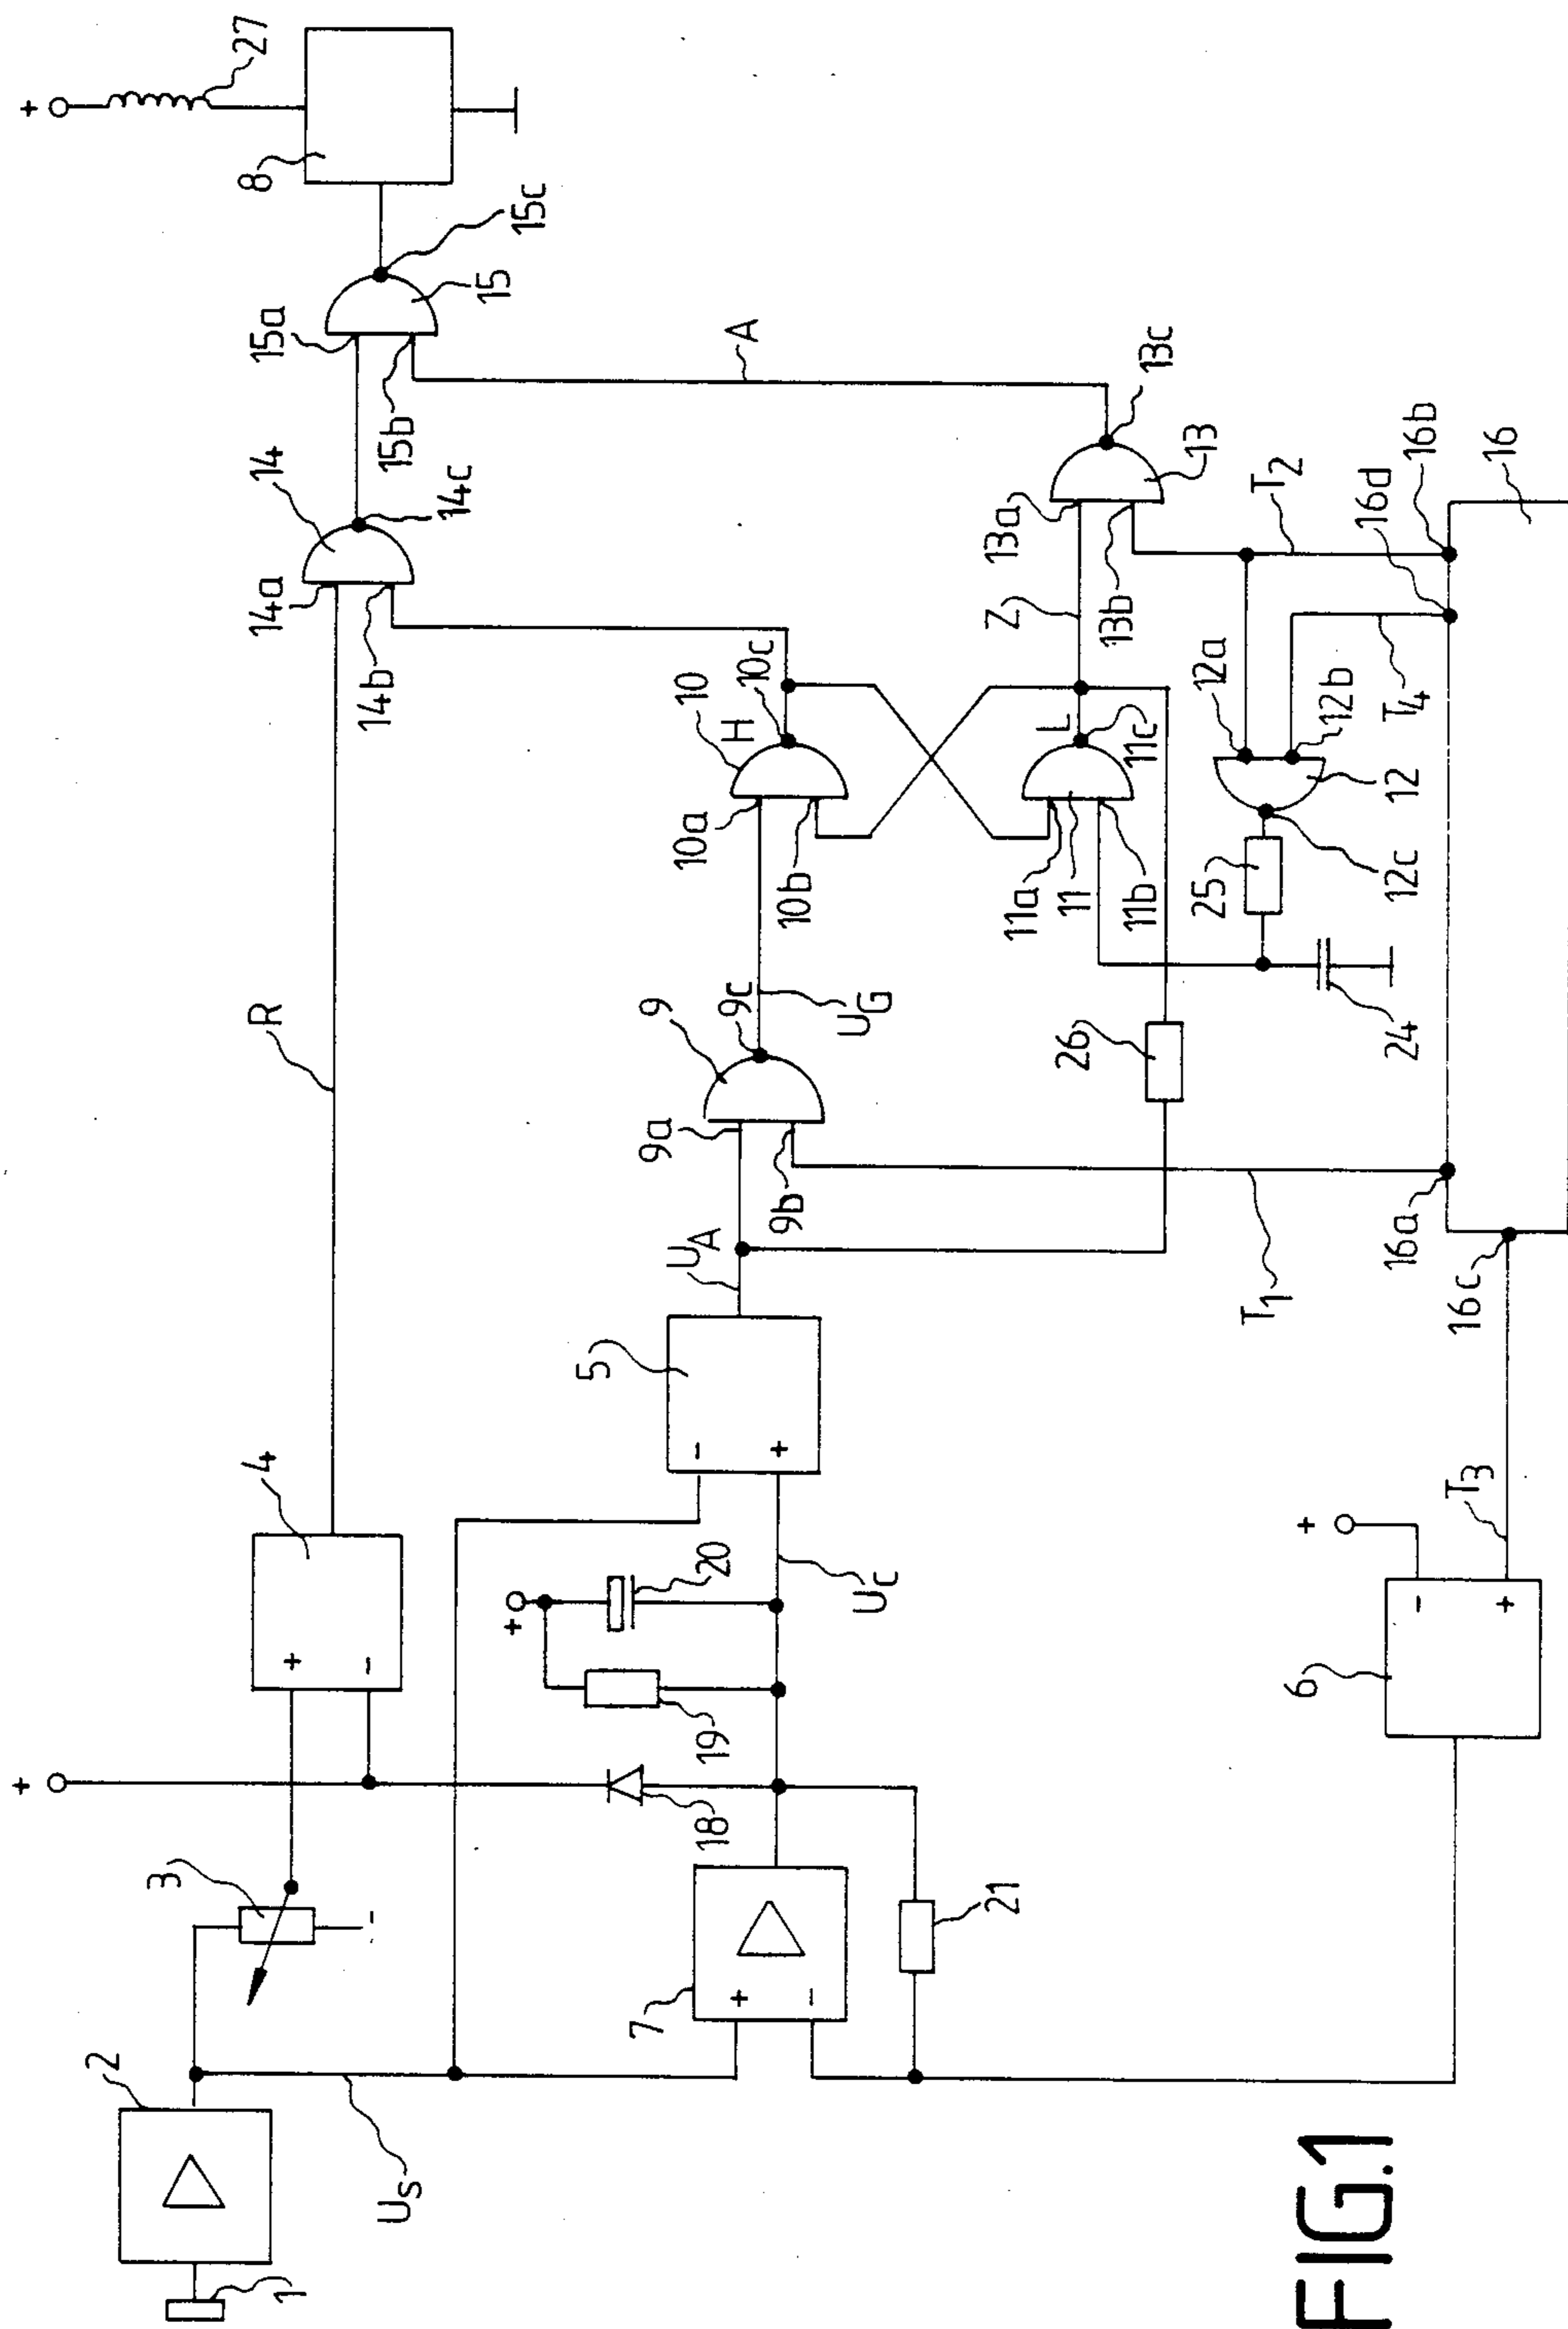 +
27
8
15c
15
15a
A
15b
14
14c
14a
13c
13
16b
16
T2
16d
13a
Z
13b
14b
10c
10
H
12a
12b
T4
L
11c
12
10a
11a
11
11b
25
12c
10b
R
9
9c
UG
26
24
9a
9b
UA
16a
T1
16c
5
-
+
4
T3
+
20
UC
+
+
-
-
+
6
19
+
18
3
-
21
7
+
-
2
US
1
FIG.1